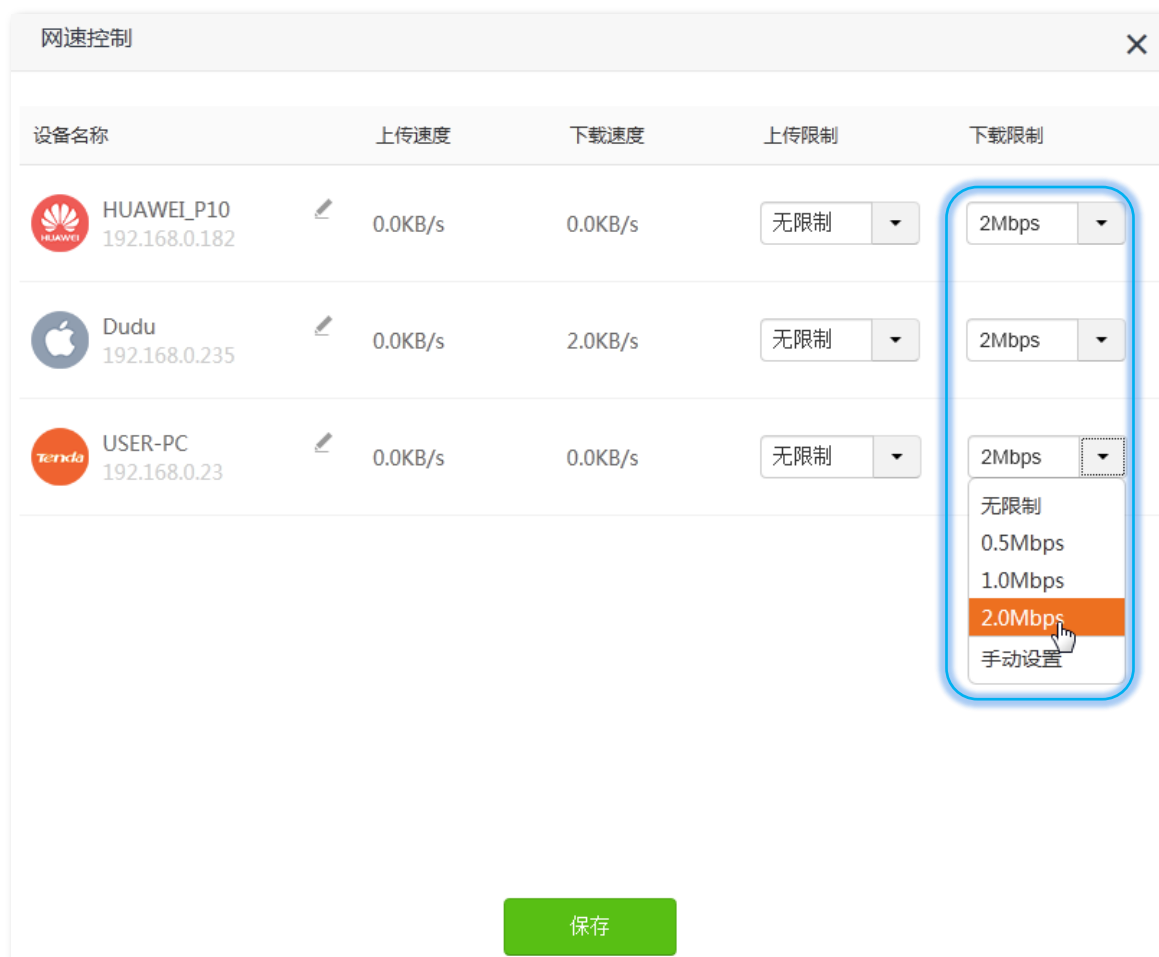 网速控制
设备名称 上传速度 下载速度 上传限制 下载限制
HUAWEI_P10
HUAWEI 192.168.0.182 0.0KB/s 0.0KB/s 无限制 2Mbps
Dudu
192.168.0.235 0.0KB/s 2.0KB/s 无限制 2Mbps
USER-PC
Tenda 192.168.0.23 0.0KB/s 0.0KB/s 无限制 2Mbps
无限制
0.5Mbps
1.0Mbps
2.0Mbps
手动设置
保存